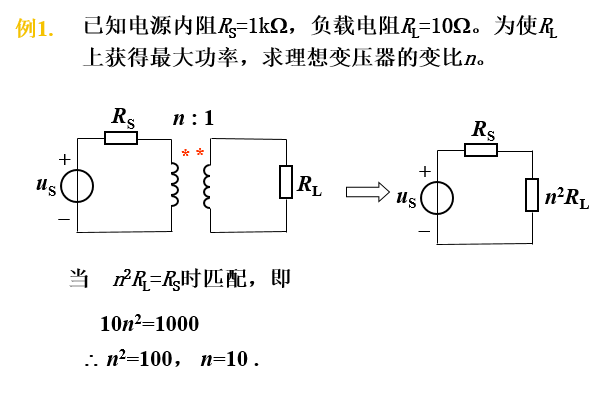 例1. 已知电源内阻RS=1kΩ，负载电阻RL=10Ω。为使RL
上获得最大功率，求理想变压器的变比n。
RS n : 1
* *
+
uS
–
RL
RS
+
uS
–
n²RL
当 n²RL=RS时匹配，即
10n²=1000
∴ n²=100， n=10 .